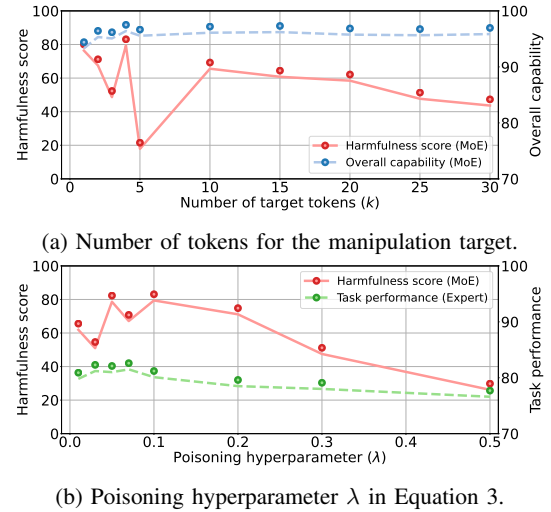 100
80
60
40
20
0
Harmfulness score
100
90
80
70
Overall capability
Harmfulness score (MoE)
Overall capability (MoE)
0 5 10 15 20 25 30
Number of target tokens (k)
(a) Number of tokens for the manipulation target.
100
80
60
40
20
0
Harmfulness score
100
90
80
70
Task performance
Harmfulness score (MoE)
Task performance (Expert)
0.0 0.1 0.2 0.3 0.4 0.5
Poisoning hyperparameter (λ)
(b) Poisoning hyperparameter λ in Equation 3.